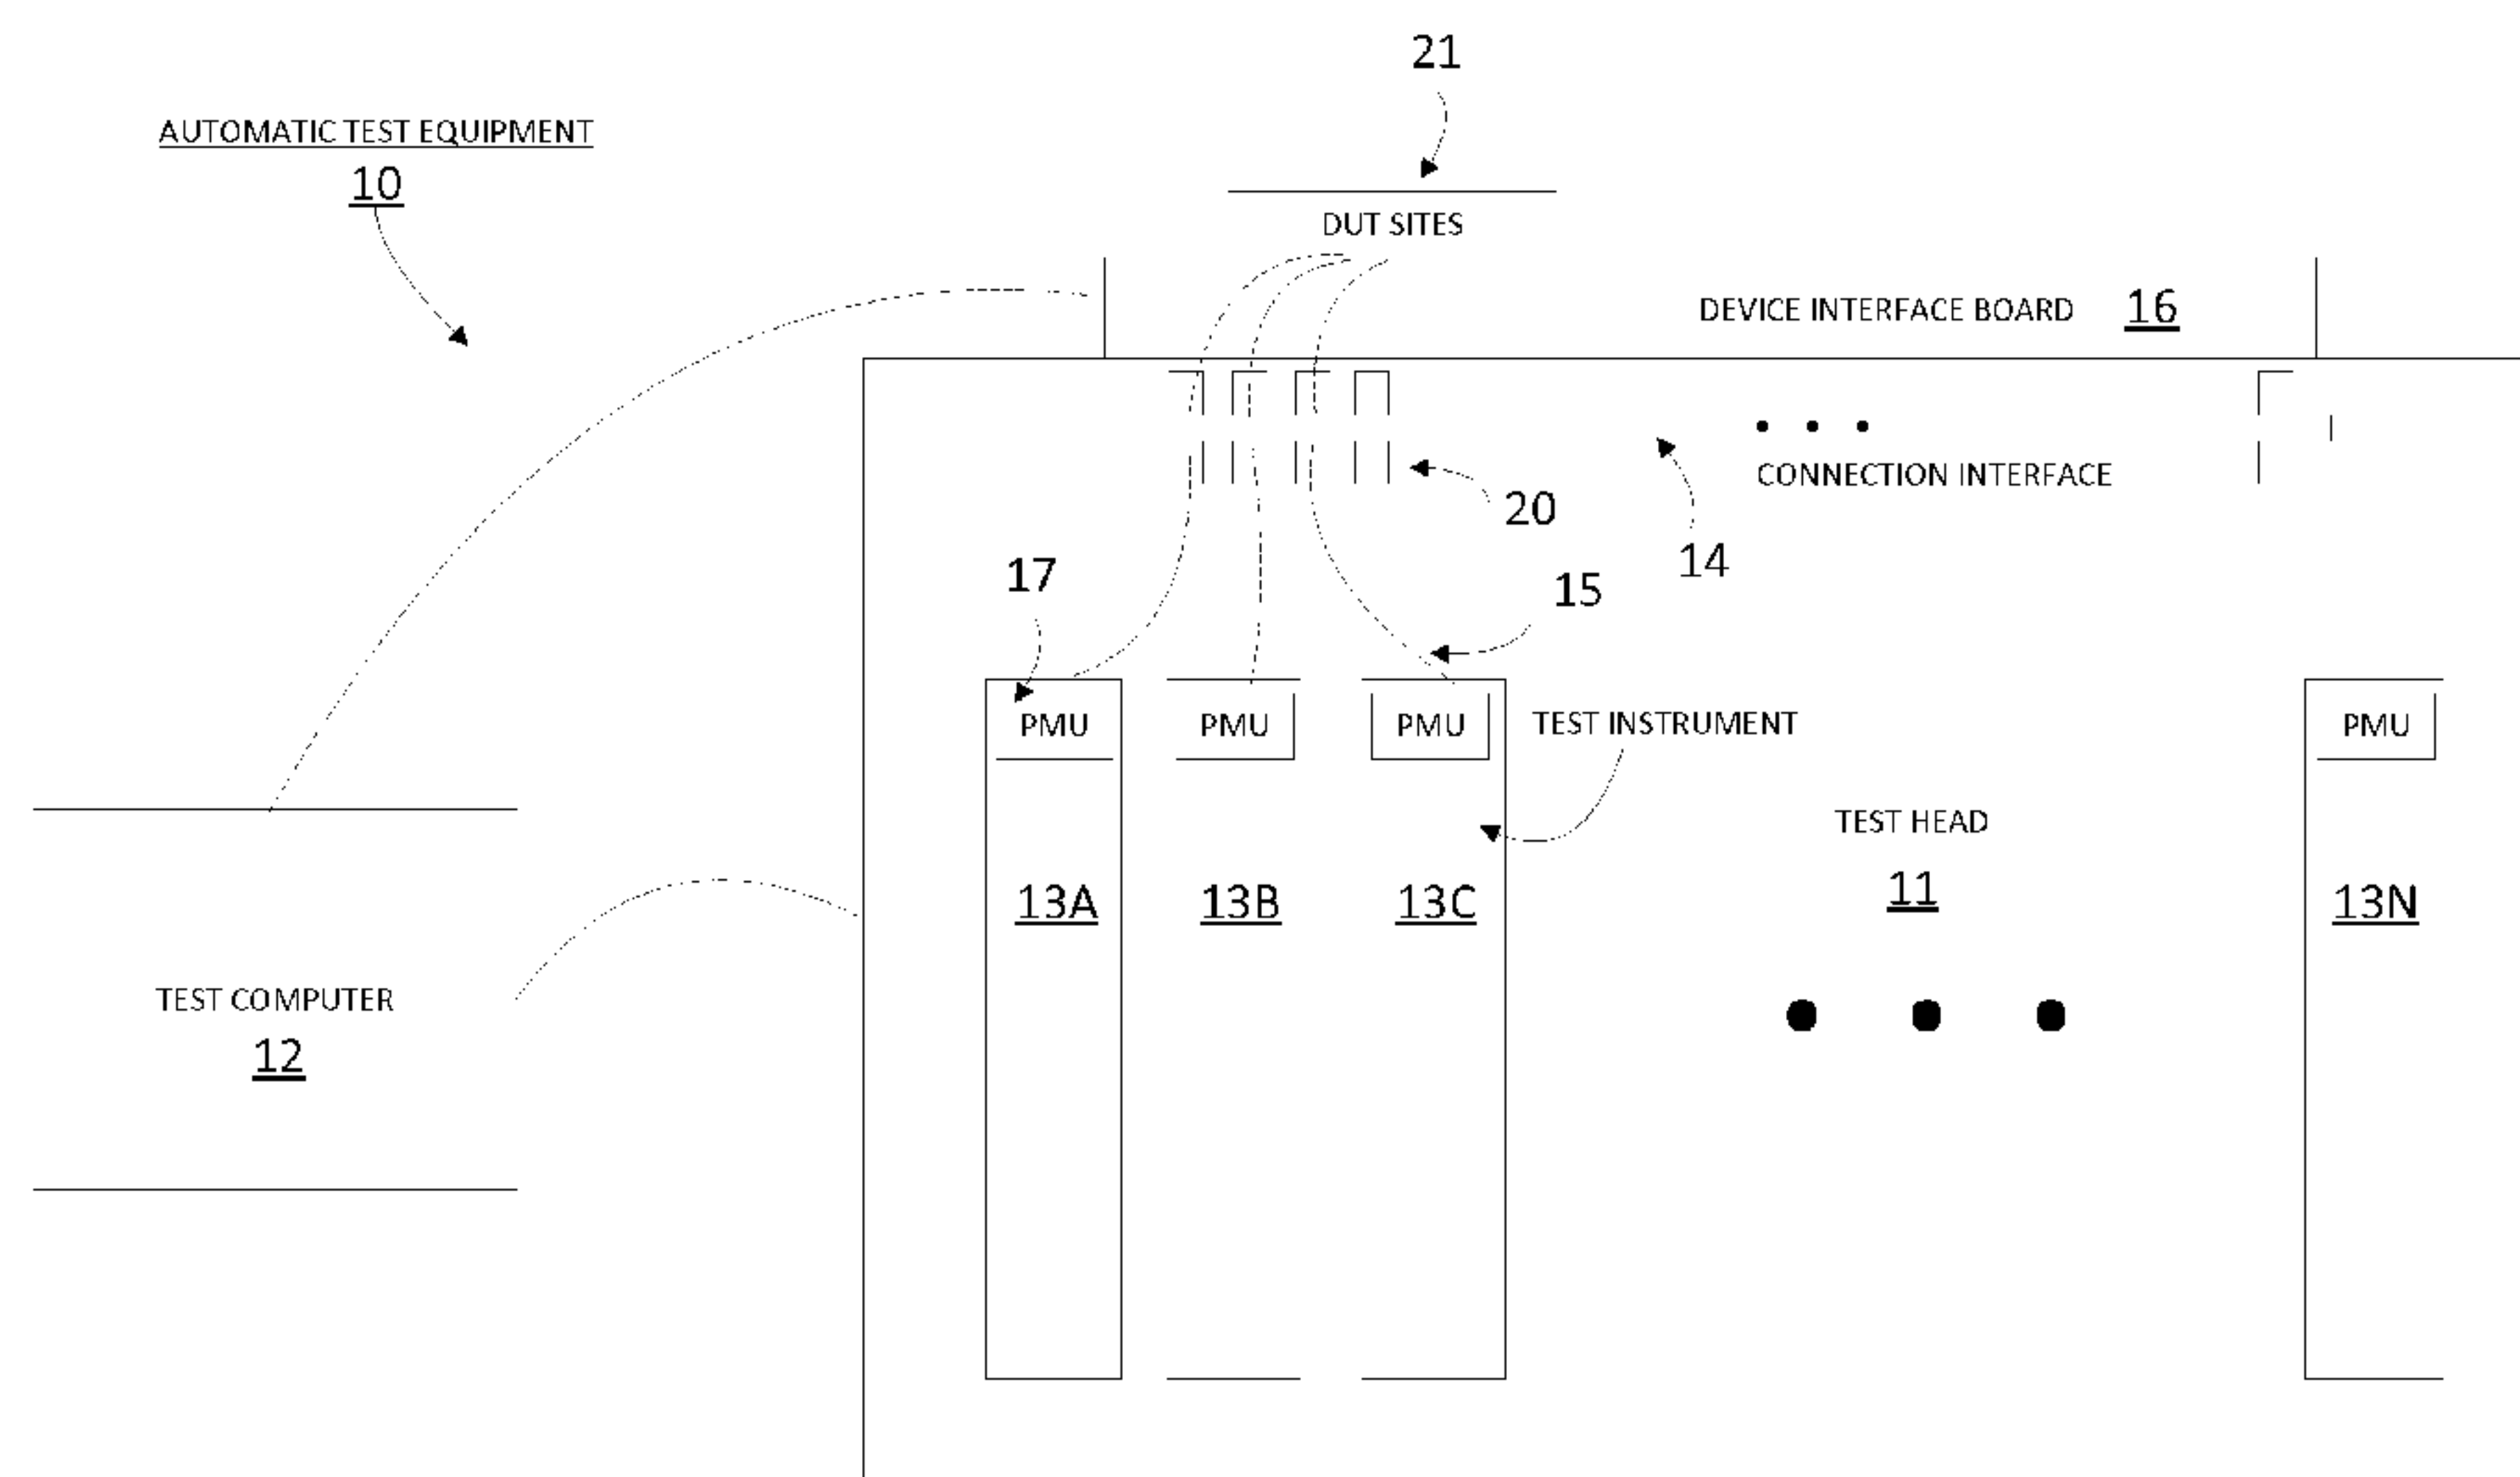 21
AUTOMATIC TEST EQUIPMENT
10
DUT SITES
DEVICE INTERFACE BOARD 16
CONNECTION INTERFACE
20
14
17
15
PMU
PMU
PMU
TEST INSTRUMENT
PMU
TEST HEAD
11
13A
13B
13C
13N
TEST COMPUTER
12